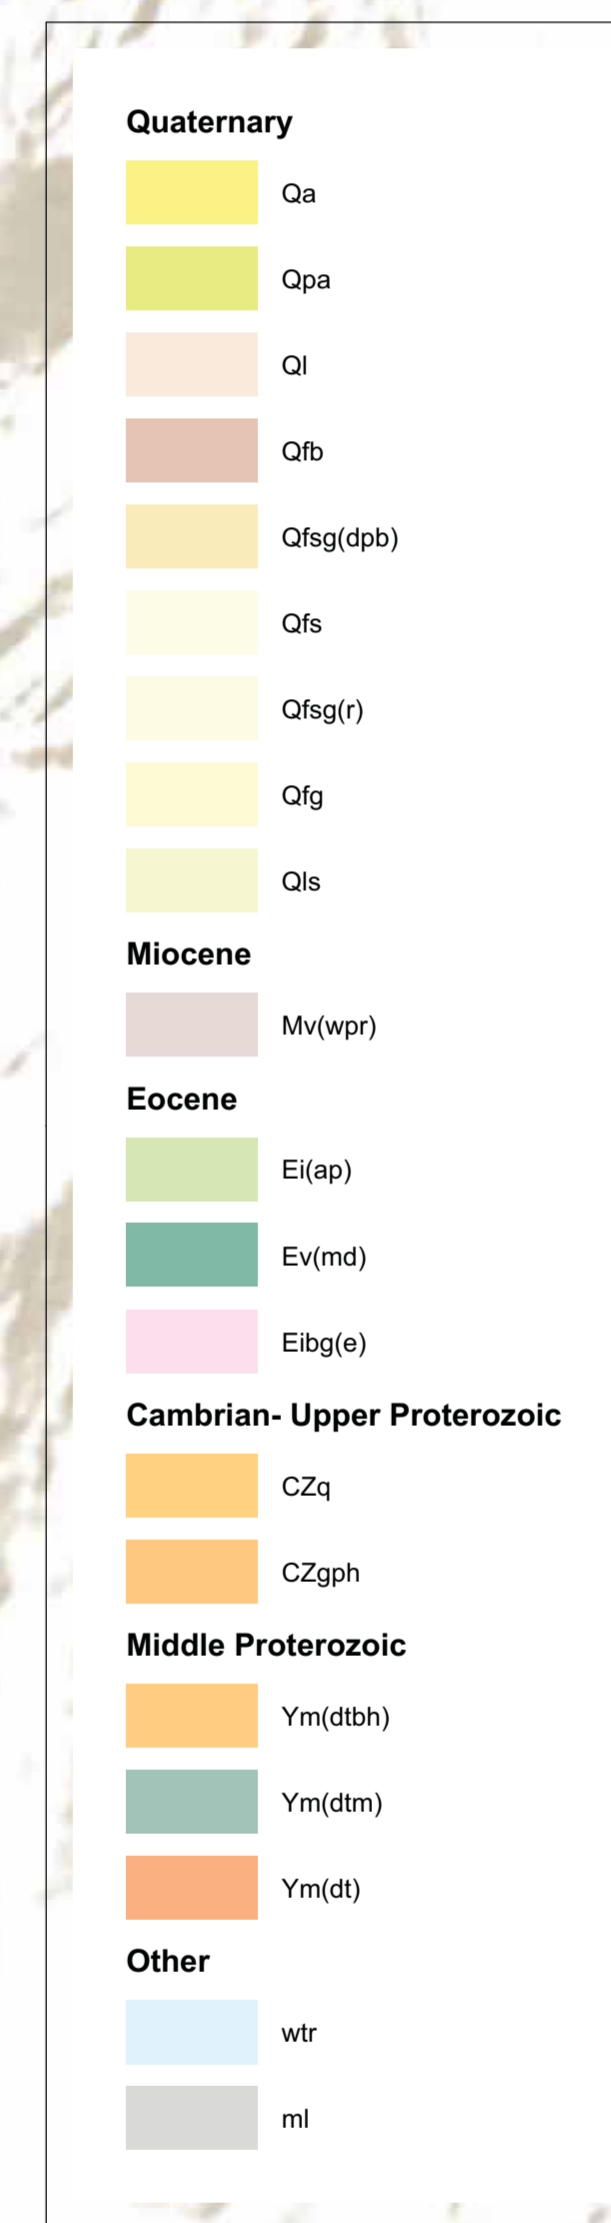 Quaternary
Qa
Qpa
Ql
Qfb
Qfsg(dpb)
Qfs
Qfsg(r)
Qfg
Qls
Miocene
Mv(wpr)
Eocene
Ei(ap)
Ev(md)
Eibg(e)
Cambrian- Upper Proterozoic
CZq
CZgph
Middle Proterozoic
Ym(dtbh)
Ym(dtm)
Ym(dt)
Other
wtr
ml